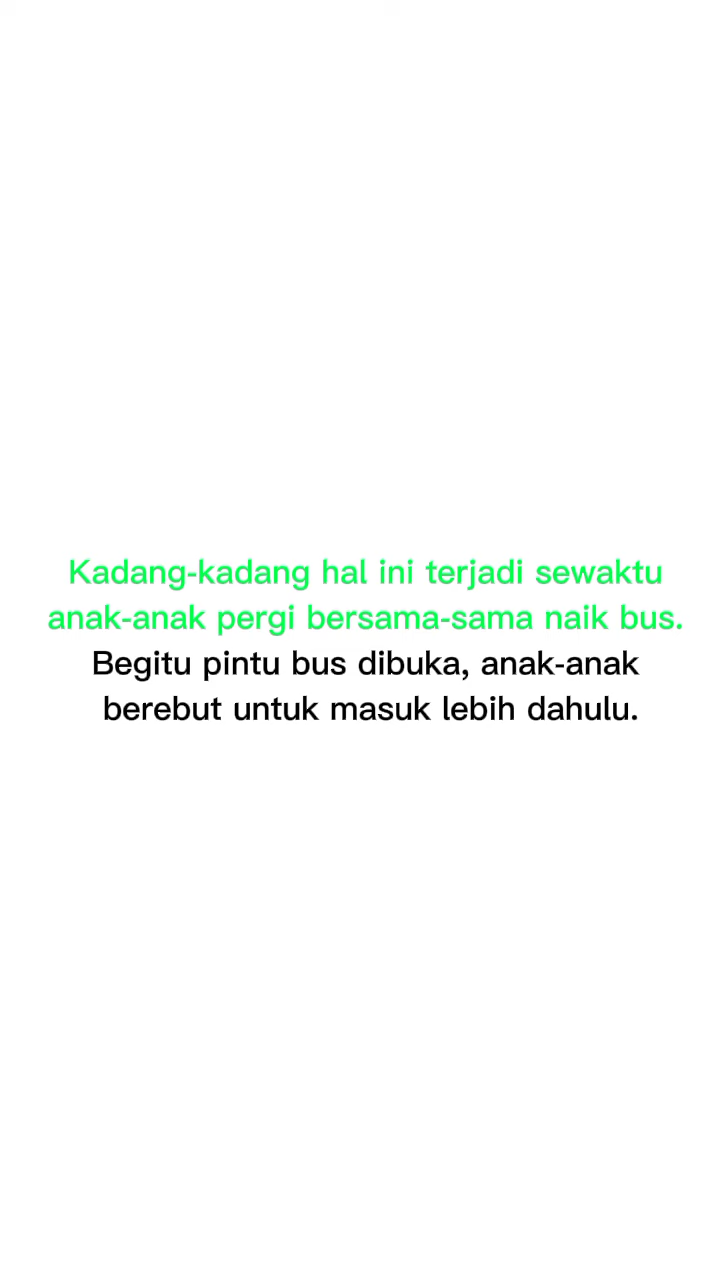 Kadang-kadang hal ini terjadi sewaktu
anak-anak pergi bersama-sama naik bus.
Begitu pintu bus dibuka, anak-anak
berebut untuk masuk lebih dahulu.